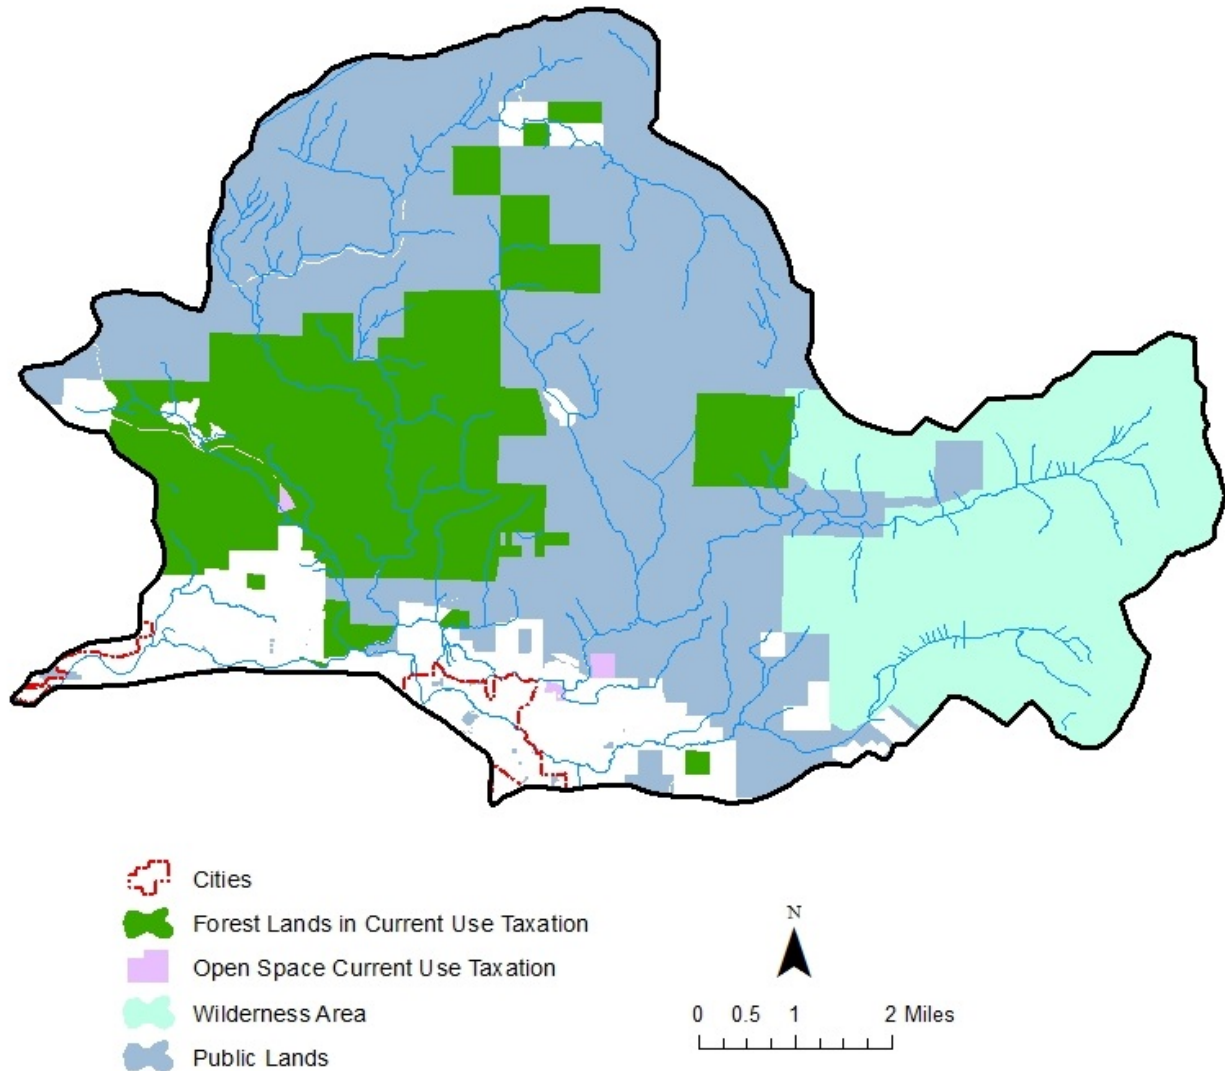 Cities
Forest Lands in Current Use Taxation
Open Space Current Use Taxation
Wilderness Area
Public Lands
N
0 0.5 1 2 Miles